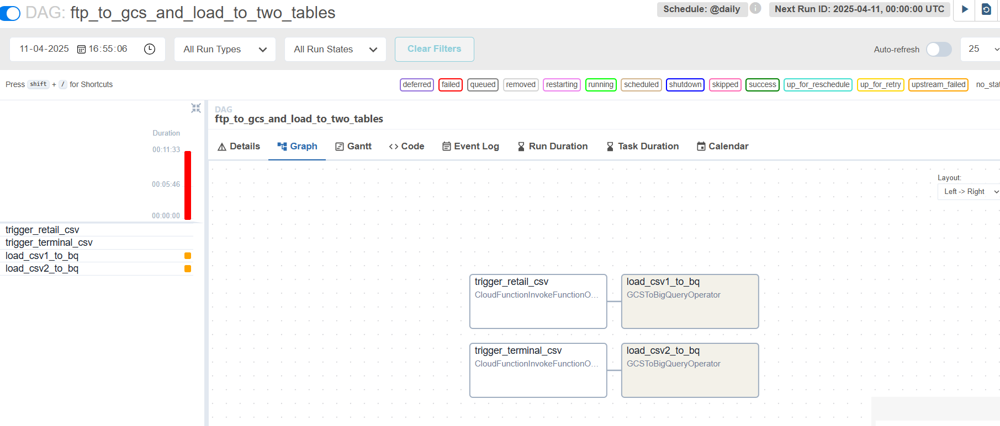 DAG: ftp_to_gcs_and_load_to_two_tables
Schedule: @daily
Next Run ID: 2025-04-11, 00:00:00 UTC
11-04-2025 16:55:06
All Run Types
All Run States
Clear Filters
Auto-refresh
25
Press shift + / for Shortcuts
deferred failed queued removed restarting running scheduled shutdown skipped success up_for_reschedule up_for_retry upstream_failed no_stat
DAG
ftp_to_gcs_and_load_to_two_tables
Duration
00:11:33
00:05:46
00:00:00
trigger_retail_csv
trigger_terminal_csv
load_csv1_to_bq
load_csv2_to_bq
Details Graph Gantt Code Event Log Run Duration Task Duration Calendar
Layout:
Left -> Right
trigger_retail_csv
CloudFunctionInvokeFunctionO...
load_csv1_to_bq
GCSToBigQueryOperator
trigger_terminal_csv
CloudFunctionInvokeFunctionO...
load_csv2_to_bq
GCSToBigQueryOperator